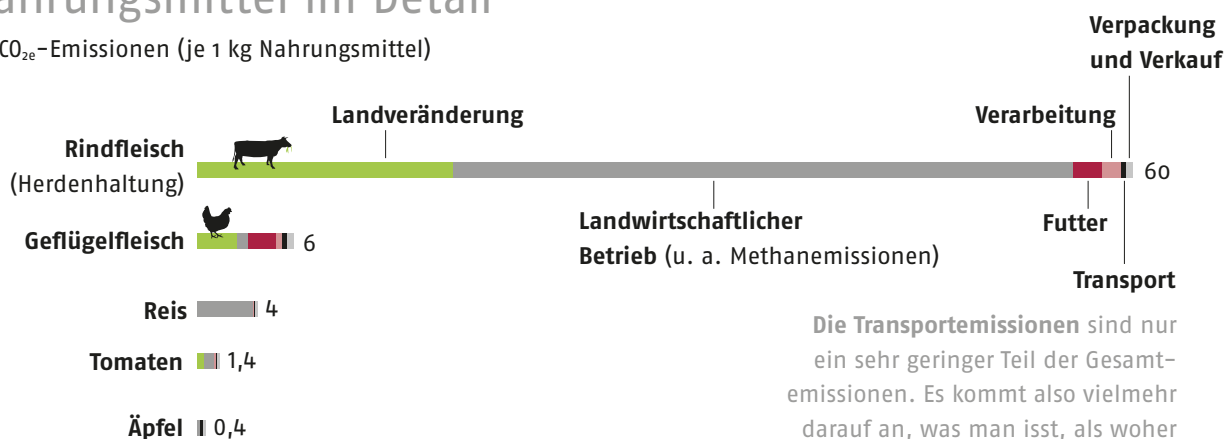 ahrungsmittel im Detail
CO₂ₑ-Emissionen (je 1 kg Nahrungsmittel)
Verpackung
und Verkauf
Landveränderung
Verarbeitung
Rindfleisch
(Herdenhaltung)
60
Landwirtschaftlicher
Betrieb (u. a. Methanemissionen)
Futter
Transport
Geflügelfleisch
6
Reis
4
Tomaten
1,4
Äpfel
0,4
Die Transportemissionen sind nur
ein sehr geringer Teil der Gesamt-
emissionen. Es kommt also vielmehr
darauf an, was man isst, als woher